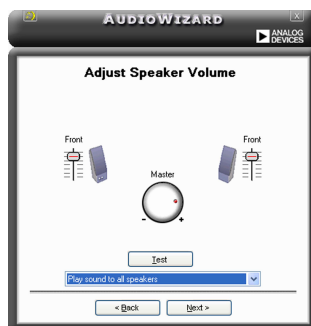 AUDIOWIZARD
ANALOG
DEVICES
Adjust Speaker Volume
Front
Front
Master
- +
Test
Play sound to all speakers
< Back Next >